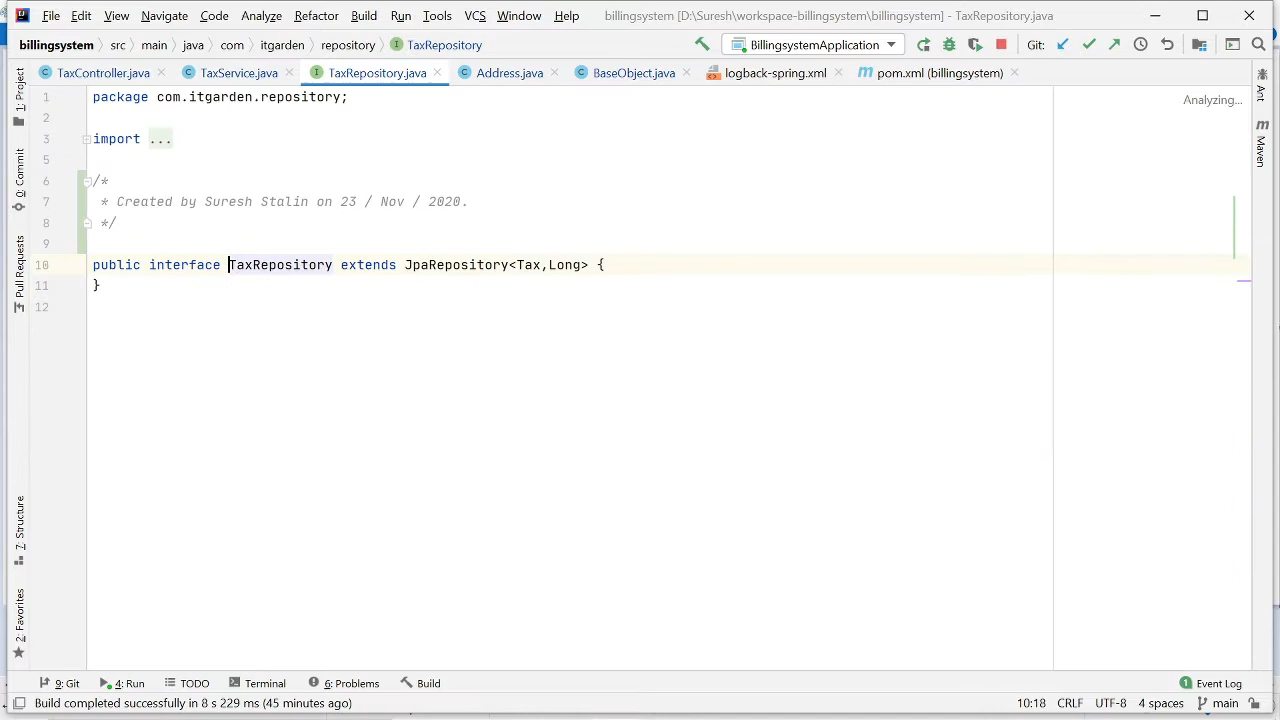 File Edit View Navigate Code Analyze Refactor Build Run Tools VCS Window Help billingsystem [D:\Suresh\workspace-billingsystem\billingsystem] - TaxRepository.java
billingsystem src main java com itgarden repository TaxRepository BillingsystemApplication Git:
TaxController.java TaxService.java TaxRepository.java Address.java BaseObject.java logback-spring.xml pom.xml (billingsystem)
1 package com.itgarden.repository;
Analyzing...
2
3 import ...
5
6 /*
7 * Created by Suresh Stalin on 23 / Nov / 2020.
8 */
9
10 public interface TaxRepository extends JpaRepository<Tax,Long> {
11 }
12
1: Project
0: Commit
Pull Requests
7: Structure
2: Favorites
Ant
Maven
9: Git 4: Run TODO Terminal 6: Problems Build 1 Event Log
Build completed successfully in 8 s 229 ms (45 minutes ago) 10:18 CRLF UTF-8 4 spaces main